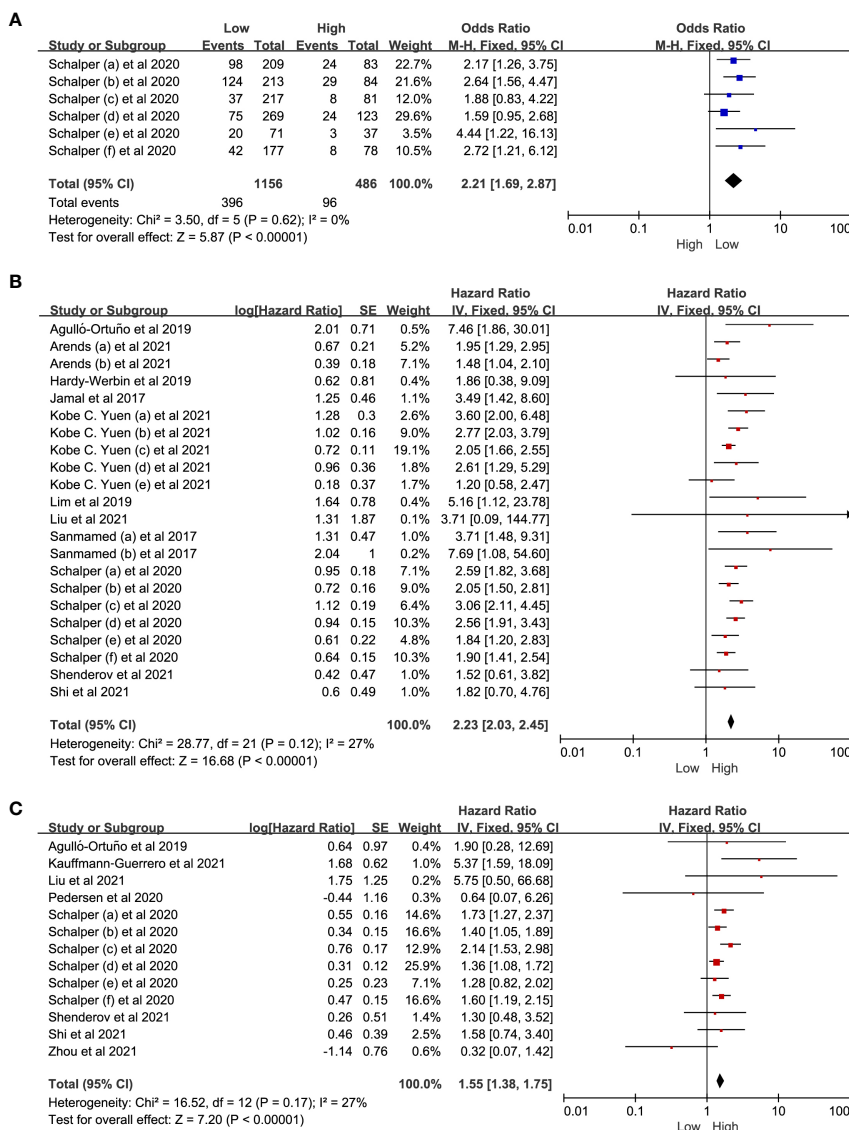 A
Low High Odds Ratio Odds Ratio
Study or Subgroup Events Total Events Total Weight M-H. Fixed. 95% CI M-H. Fixed. 95% CI
Schalper (a) et al 2020 98 209 24 83 22.7% 2.17 [1.26, 3.75]
Schalper (b) et al 2020 124 213 29 84 21.6% 2.64 [1.56, 4.47]
Schalper (c) et al 2020 37 217 8 81 12.0% 1.88 [0.83, 4.22]
Schalper (d) et al 2020 75 269 24 123 29.6% 1.59 [0.95, 2.68]
Schalper (e) et al 2020 20 71 3 37 3.5% 4.44 [1.22, 16.13]
Schalper (f) et al 2020 42 177 8 78 10.5% 2.72 [1.21, 6.12]
Total (95% CI) 1156 486 100.0% 2.21 [1.69, 2.87]
Total events 396 96
Heterogeneity: Chi² = 3.50, df = 5 (P = 0.62); I² = 0%
Test for overall effect: Z = 5.87 (P < 0.00001)
0.01 0.1 1 10 100
High Low
B
Hazard Ratio Hazard Ratio
Study or Subgroup log[Hazard Ratio] SE Weight IV. Fixed. 95% CI IV. Fixed. 95% CI
Agulló-Ortuño et al 2019 2.01 0.71 0.5% 7.46 [1.86, 30.01]
Arends (a) et al 2021 0.67 0.21 5.2% 1.95 [1.29, 2.95]
Arends (b) et al 2021 0.39 0.18 7.1% 1.48 [1.04, 2.10]
Hardy-Werbin et al 2019 0.62 0.81 0.4% 1.86 [0.38, 9.09]
Jamal et al 2017 1.25 0.46 1.1% 3.49 [1.42, 8.60]
Kobe C. Yuen (a) et al 2021 1.28 0.3 2.6% 3.60 [2.00, 6.48]
Kobe C. Yuen (b) et al 2021 1.02 0.16 9.0% 2.77 [2.03, 3.79]
Kobe C. Yuen (c) et al 2021 0.72 0.11 19.1% 2.05 [1.66, 2.55]
Kobe C. Yuen (d) et al 2021 0.96 0.36 1.8% 2.61 [1.29, 5.29]
Kobe C. Yuen (e) et al 2021 0.18 0.37 1.7% 1.20 [0.58, 2.47]
Lim et al 2019 1.64 0.78 0.4% 5.16 [1.12, 23.78]
Liu et al 2021 1.31 1.87 0.1% 3.71 [0.09, 144.77]
Sanmamed (a) et al 2017 1.31 0.47 1.0% 3.71 [1.48, 9.31]
Sanmamed (b) et al 2017 2.04 1 0.2% 7.69 [1.08, 54.60]
Schalper (a) et al 2020 0.95 0.18 7.1% 2.59 [1.82, 3.68]
Schalper (b) et al 2020 0.72 0.16 9.0% 2.05 [1.50, 2.81]
Schalper (c) et al 2020 1.12 0.19 6.4% 3.06 [2.11, 4.45]
Schalper (d) et al 2020 0.94 0.15 10.3% 2.56 [1.91, 3.43]
Schalper (e) et al 2020 0.61 0.22 4.8% 1.84 [1.20, 2.83]
Schalper (f) et al 2020 0.64 0.15 10.3% 1.90 [1.41, 2.54]
Shenderov et al 2021 0.42 0.47 1.0% 1.52 [0.61, 3.82]
Shi et al 2021 0.6 0.49 1.0% 1.82 [0.70, 4.76]
Total (95% CI) 100.0% 2.23 [2.03, 2.45]
Heterogeneity: Chi² = 28.77, df = 21 (P = 0.12); I² = 27%
Test for overall effect: Z = 16.68 (P < 0.00001)
0.01 0.1 1 10 100
Low High
C
Hazard Ratio Hazard Ratio
Study or Subgroup log[Hazard Ratio] SE Weight IV. Fixed. 95% CI IV. Fixed. 95% CI
Agulló-Ortuño et al 2019 0.64 0.97 0.4% 1.90 [0.28, 12.69]
Kauffmann-Guerrero et al 2021 1.68 0.62 1.0% 5.37 [1.59, 18.09]
Liu et al 2021 1.75 1.25 0.2% 5.75 [0.50, 66.68]
Pedersen et al 2020 -0.44 1.16 0.3% 0.64 [0.07, 6.26]
Schalper (a) et al 2020 0.55 0.16 14.6% 1.73 [1.27, 2.37]
Schalper (b) et al 2020 0.34 0.15 16.6% 1.40 [1.05, 1.89]
Schalper (c) et al 2020 0.76 0.17 12.9% 2.14 [1.53, 2.98]
Schalper (d) et al 2020 0.31 0.12 25.9% 1.36 [1.08, 1.72]
Schalper (e) et al 2020 0.25 0.23 7.1% 1.28 [0.82, 2.02]
Schalper (f) et al 2020 0.47 0.15 16.6% 1.60 [1.19, 2.15]
Shenderov et al 2021 0.26 0.51 1.4% 1.30 [0.48, 3.52]
Shi et al 2021 0.46 0.39 2.5% 1.58 [0.74, 3.40]
Zhou et al 2021 -1.14 0.76 0.6% 0.32 [0.07, 1.42]
Total (95% CI) 100.0% 1.55 [1.38, 1.75]
Heterogeneity: Chi² = 16.52, df = 12 (P = 0.17); I² = 27%
Test for overall effect: Z = 7.20 (P < 0.00001)
0.01 0.1 1 10 100
Low High